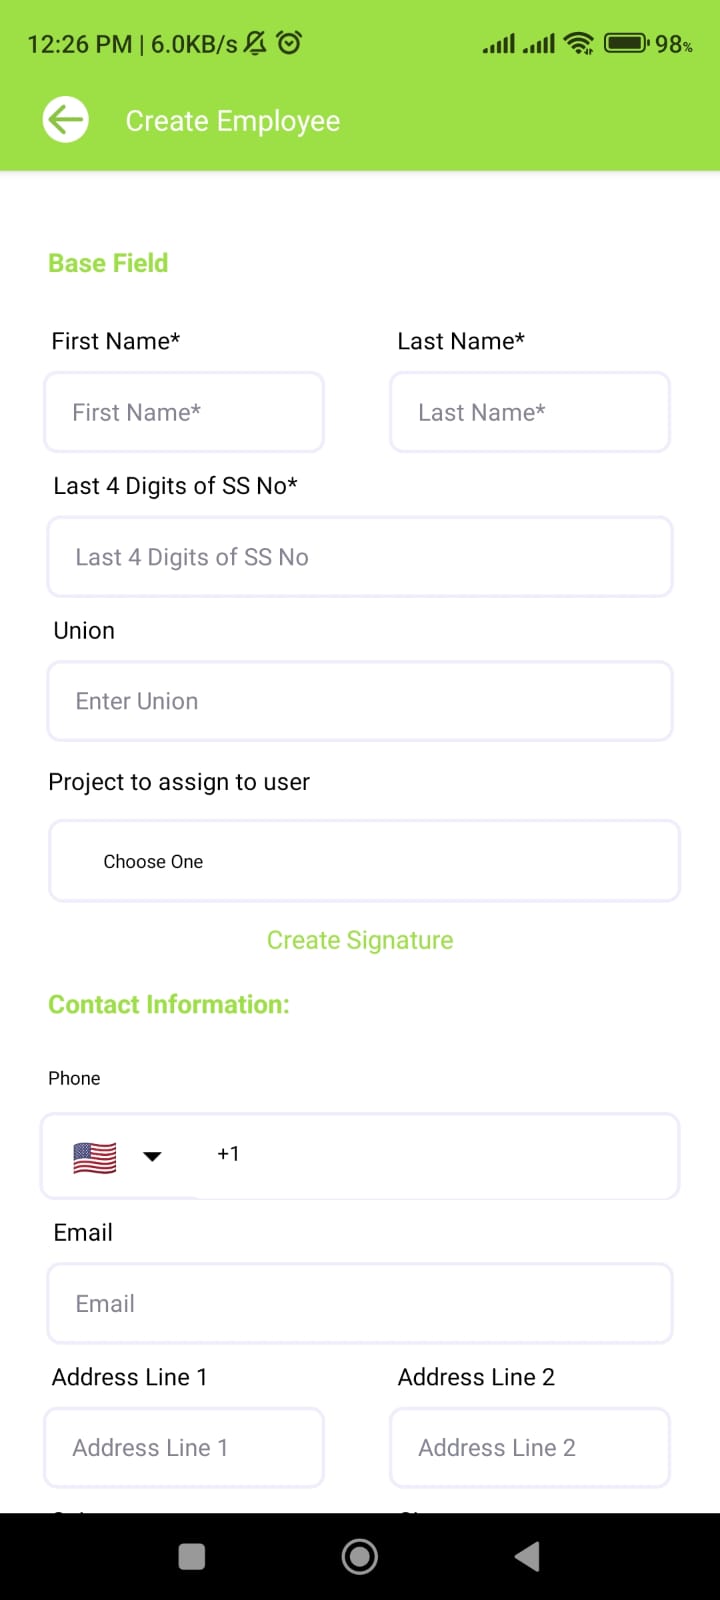 12:26 PM | 6.0KB/s 98%
Create Employee
Base Field
First Name* Last Name*
First Name* Last Name*
Last 4 Digits of SS No*
Last 4 Digits of SS No
Union
Enter Union
Project to assign to user
Choose One
Create Signature
Contact Information:
Phone
+1
Email
Email
Address Line 1 Address Line 2
Address Line 1 Address Line 2